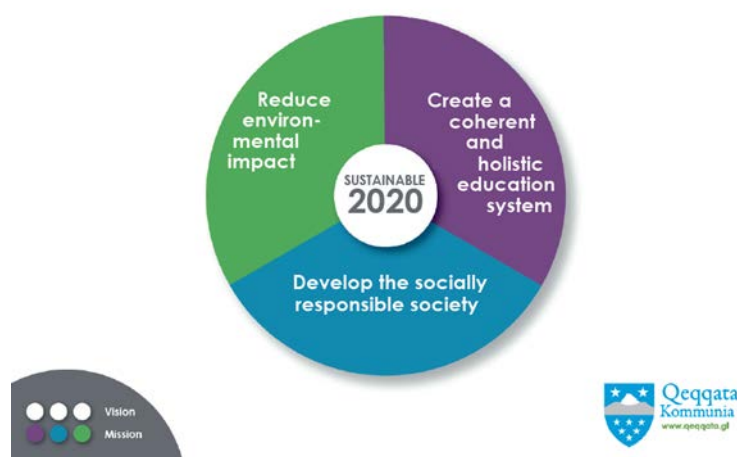 Reduce
environ-
mental
impact
Create a
coherent
and
holistic
education
system
SUSTAINABLE
2020
Develop the socially
responsible society
Vision
Mission
Qeqqata
Kommunia
www.qeqqata.gl